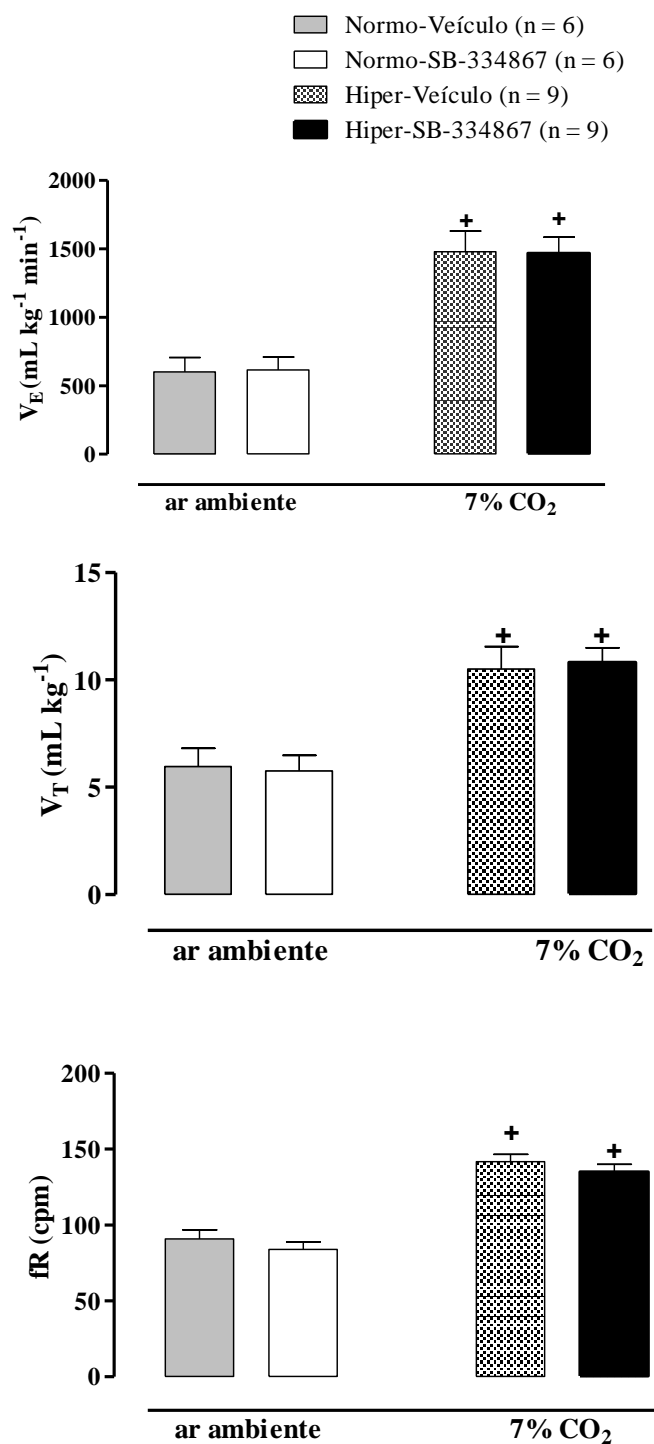 Normo-Veículo (n = 6)
Normo-SB-334867 (n = 6)
Hiper-Veículo (n = 9)
Hiper-SB-334867 (n = 9)
V_E (mL kg⁻¹ min⁻¹)
2000
1500
1000
500
0
+ +
ar ambiente 7% CO₂
V_T (mL kg⁻¹)
15
10
5
0
+ +
ar ambiente 7% CO₂
fR (cpm)
200
150
100
50
0
+ +
ar ambiente 7% CO₂